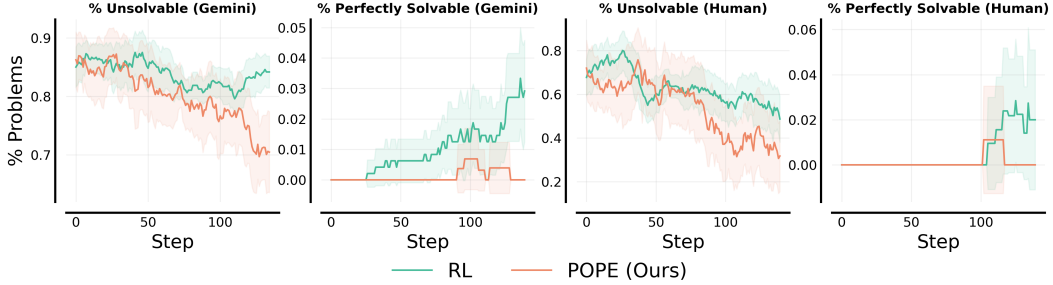 % Unsolvable (Gemini)
% Perfectly Solvable (Gemini)
% Unsolvable (Human)
% Perfectly Solvable (Human)
% Problems
0.9
0.8
0.7
0
50
100
Step
0.05
0.04
0.03
0.02
0.01
0.00
0
50
100
Step
0.8
0.6
0.4
0.2
0
50
100
Step
0.06
0.04
0.02
0.00
0
100
Step
RL
POPE (Ours)